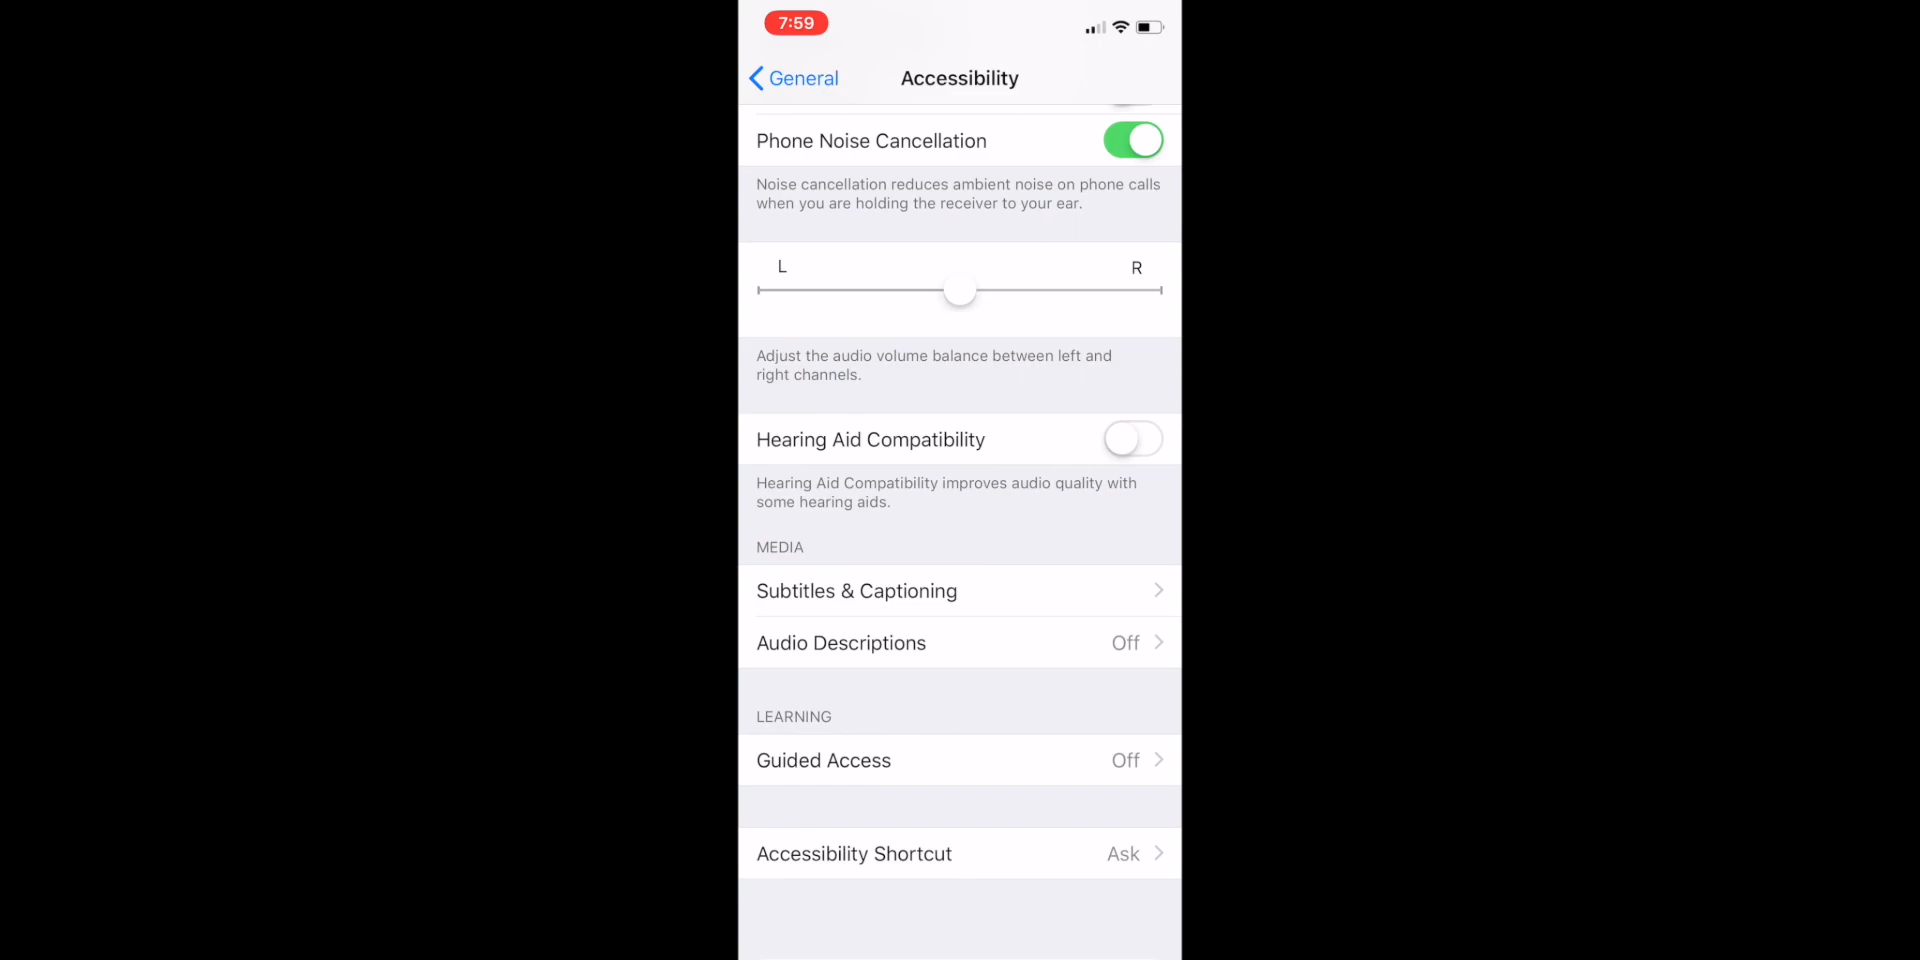 7:59
General
Accessibility
Phone Noise Cancellation
Noise cancellation reduces ambient noise on phone calls
when you are holding the receiver to your ear.
L
R
Adjust the audio volume balance between left and
right channels.
Hearing Aid Compatibility
Hearing Aid Compatibility improves audio quality with
some hearing aids.
MEDIA
Subtitles & Captioning
Audio Descriptions Off
LEARNING
Guided Access Off
Accessibility Shortcut Ask